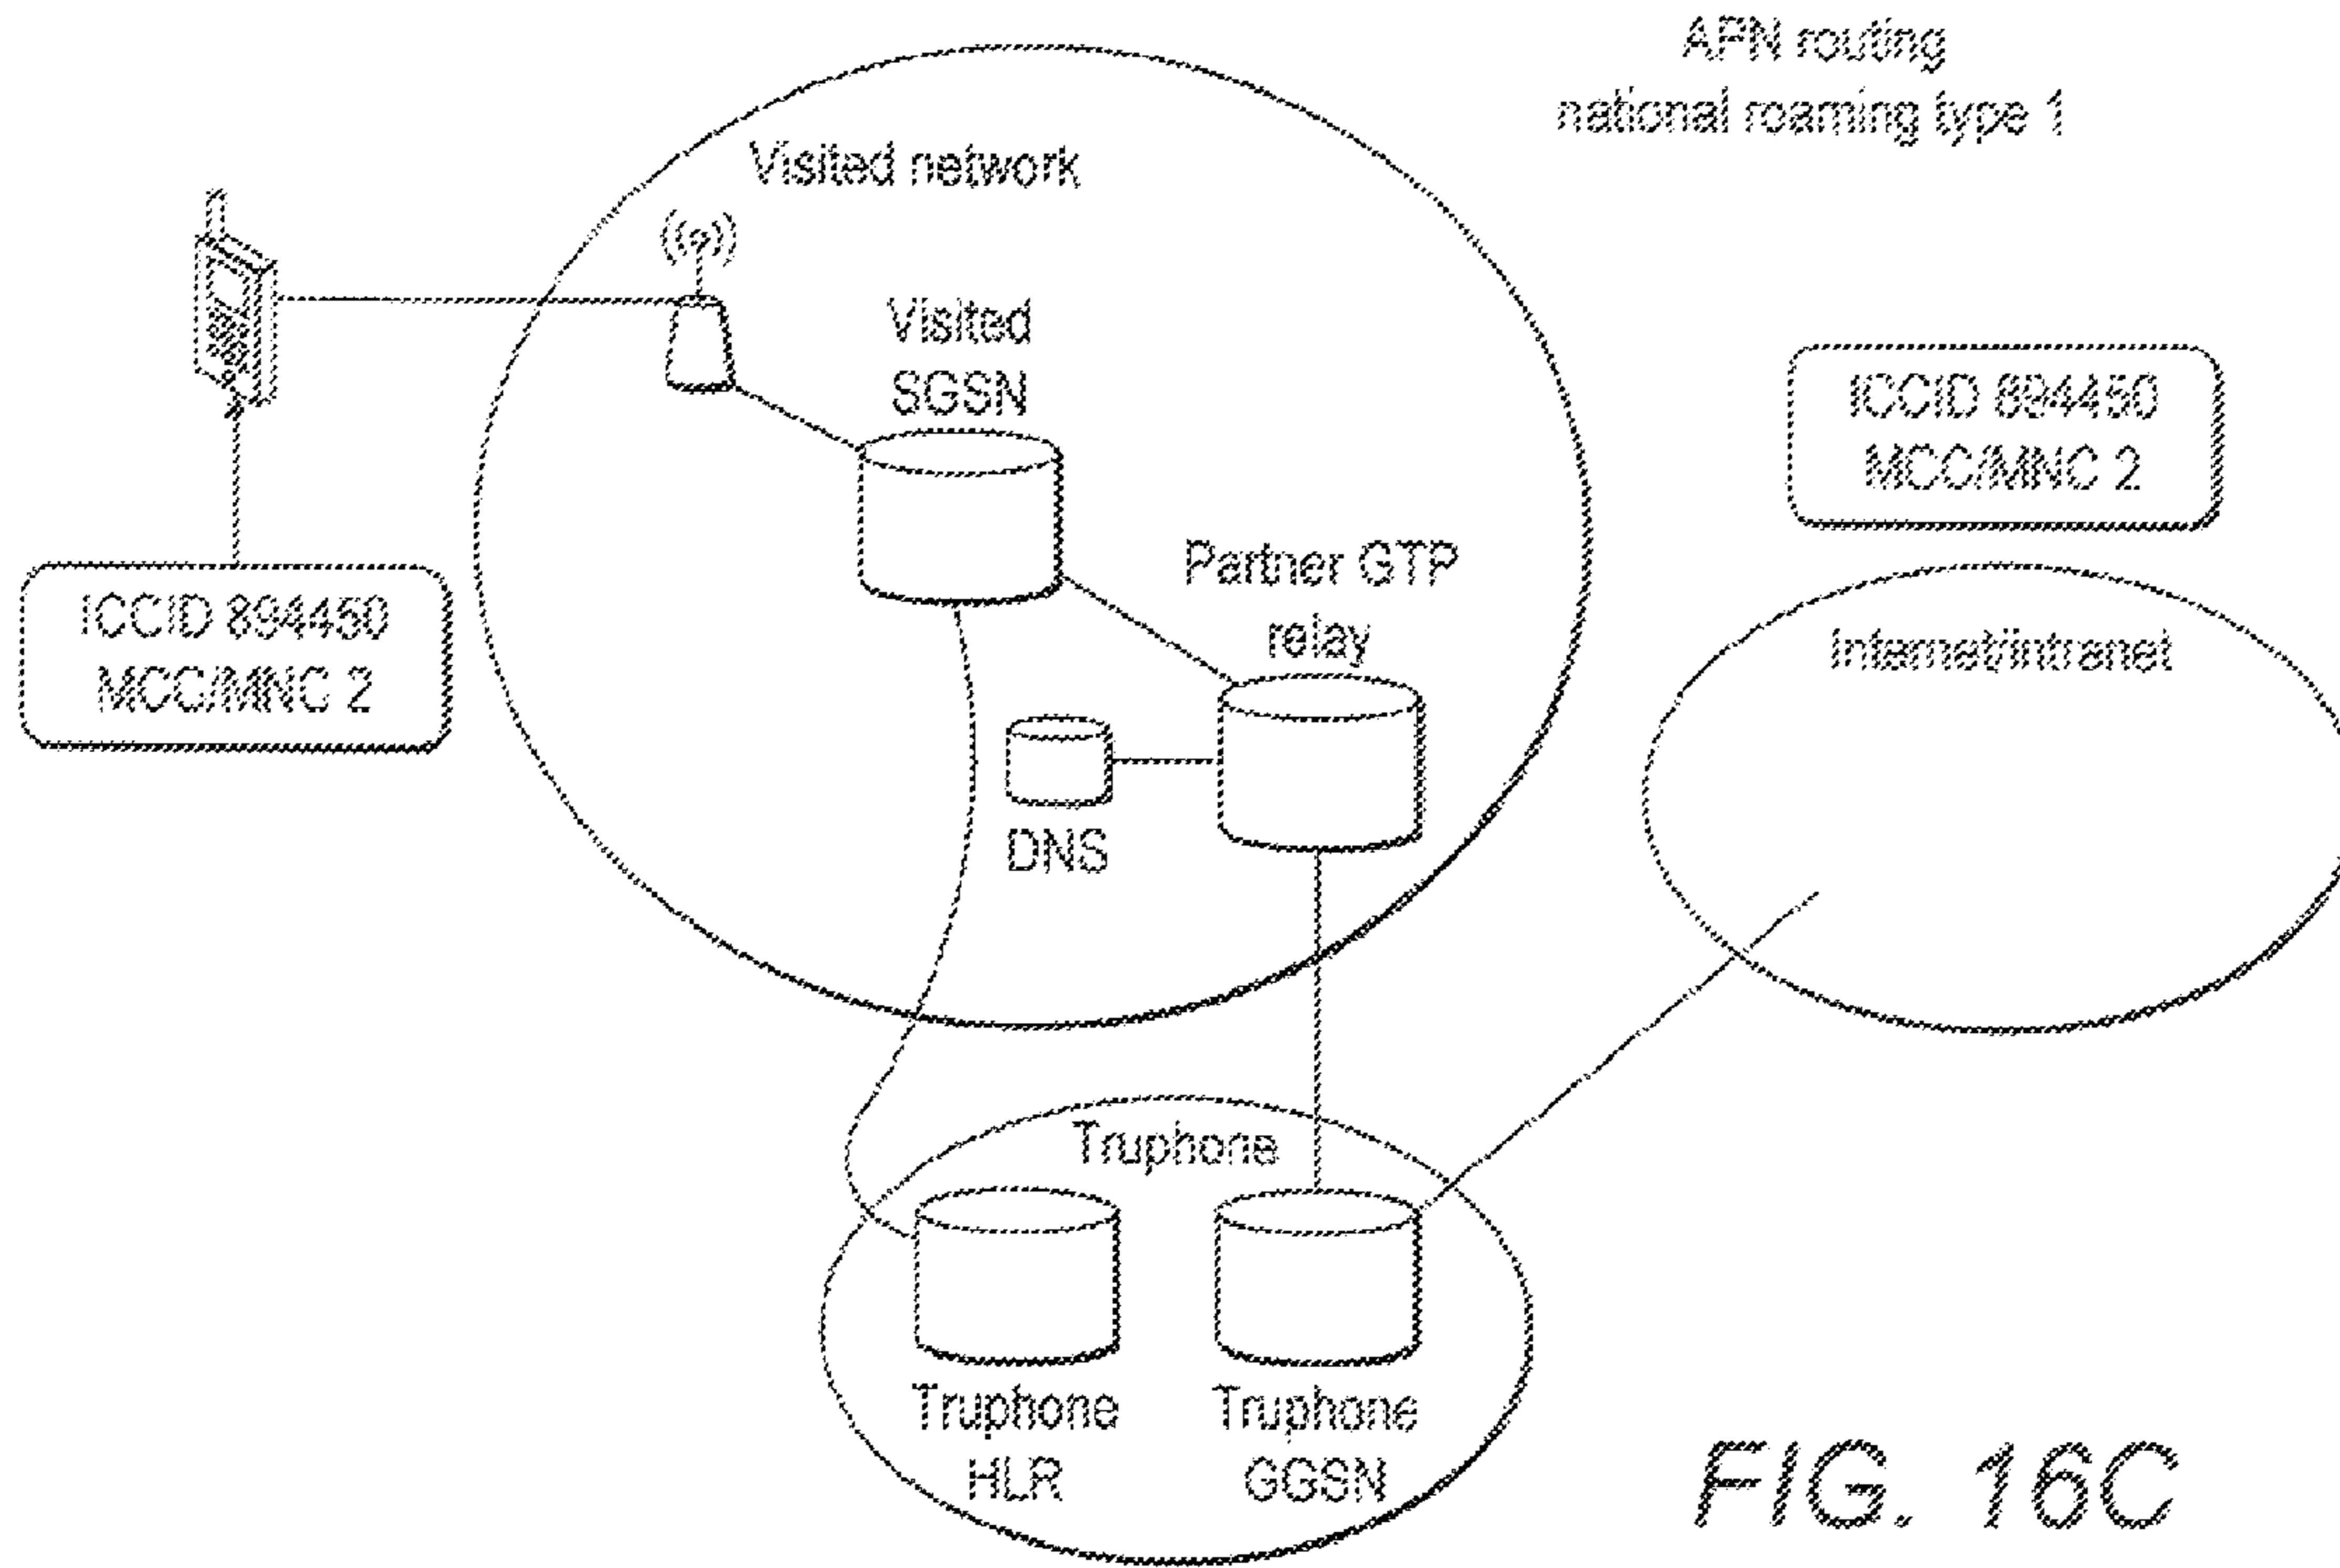 APN routing
national roaming type 1
Visited network
Visited
SGSN
ICCID 894450
MCC/MNC 2
Partner GTP
relay
ICCID 894450
MCC/MNC 2
Internet/intranet
DNS
Truphone
Truphone
HLR
Truphone
GGSN
FIG. 16C